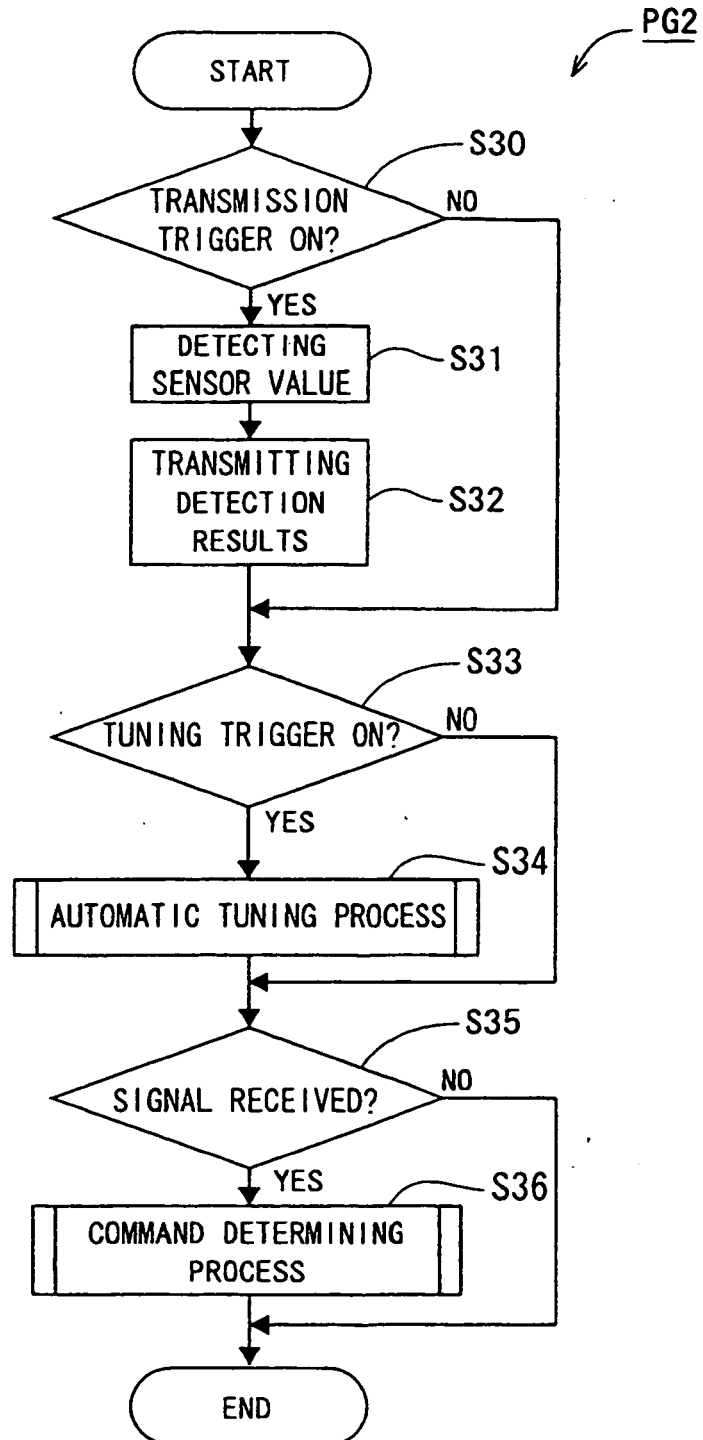 PG2
START
S30
TRANSMISSION
TRIGGER ON?
NO
YES
DETECTING
SENSOR VALUE
S31
TRANSMITTING
DETECTION
RESULTS
S32
S33
TUNING TRIGGER ON?
NO
YES
S34
AUTOMATIC TUNING PROCESS
S35
SIGNAL RECEIVED?
NO
YES
S36
COMMAND DETERMINING
PROCESS
END